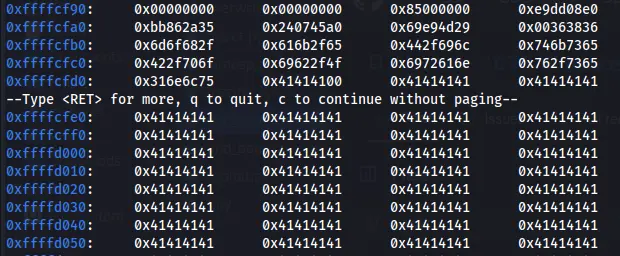 0xffffcf90: 0x00000000 0x00000000 0x85000000 0xe9dd08e0
0xffffcfa0: 0xbb862a35 0x240745a0 0x69e94d29 0x00363836
0xffffcfb0: 0x6d6f682f 0x616b2f65 0x442f696c 0x746b7365
0xffffcfc0: 0x422f706f 0x69622f4f 0x6972616e 0x762f7365
0xffffcfd0: 0x316e6c75 0x41414100 0x41414141 0x41414141
--Type <RET> for more, q to quit, c to continue without paging--
0xffffcfe0: 0x41414141 0x41414141 0x41414141 0x41414141
0xffffcff0: 0x41414141 0x41414141 0x41414141 0x41414141
0xffffd000: 0x41414141 0x41414141 0x41414141 0x41414141
0xffffd010: 0x41414141 0x41414141 0x41414141 0x41414141
0xffffd020: 0x41414141 0x41414141 0x41414141 0x41414141
0xffffd030: 0x41414141 0x41414141 0x41414141 0x41414141
0xffffd040: 0x41414141 0x41414141 0x41414141 0x41414141
0xffffd050: 0x41414141 0x41414141 0x41414141 0x41414141